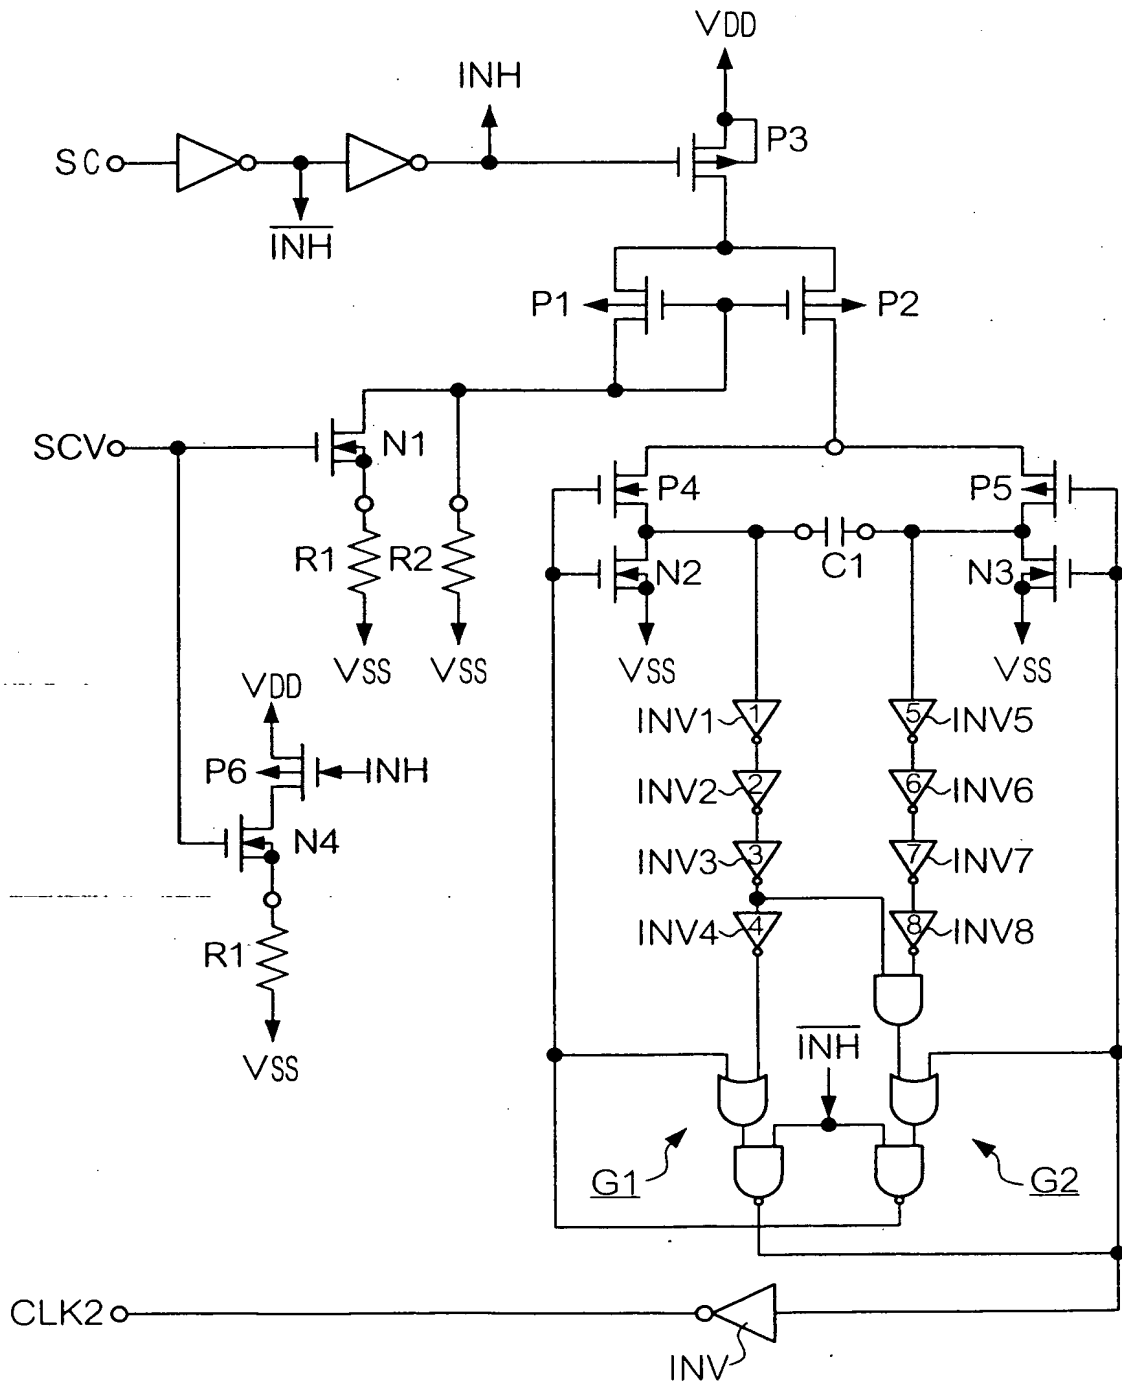 VDD
INH
P3
SC
INH
P1
P2
SCV
N1
P4
P5
R1
R2
N2
C1
N3
VSS
VSS
VSS
VSS
VDD
INV1
1
5
INV5
P6
INH
INV2
2
6
INV6
N4
INV3
3
7
INV7
INV4
4
8
INV8
R1
INH
VSS
G1
G2
CLK2
INV